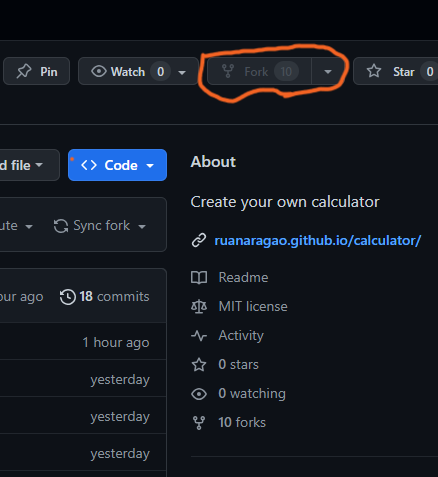 Pin
Watch 0
Fork 10
Star 0
d file
Code
About
Create your own calculator
ute
Sync fork
ruanaragao.github.io/calculator/
Readme
our ago
18 commits
MIT license
1 hour ago
Activity
yesterday
0 stars
yesterday
0 watching
yesterday
10 forks